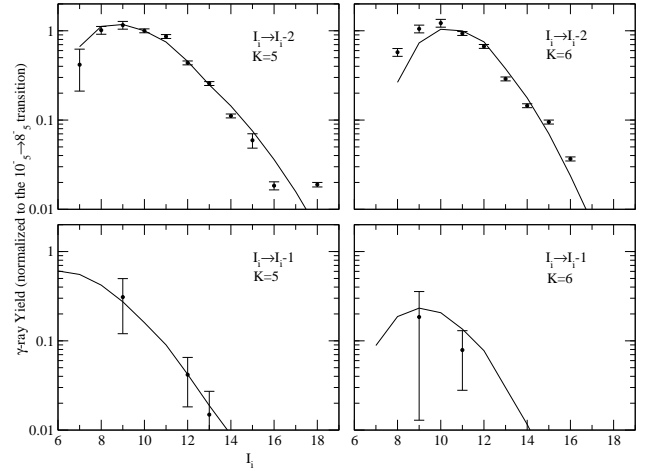 I_i→I_i-2
K=5
I_i→I_i-2
K=6
1
0.1
0.01
I_i→I_i-1
K=5
I_i→I_i-1
K=6
1
0.1
0.01
6 8 10 12 14 16 18
6 8 10 12 14 16 18
I_i
γ-ray Yield (normalized to the 10⁻₅→8⁻₅ transition)